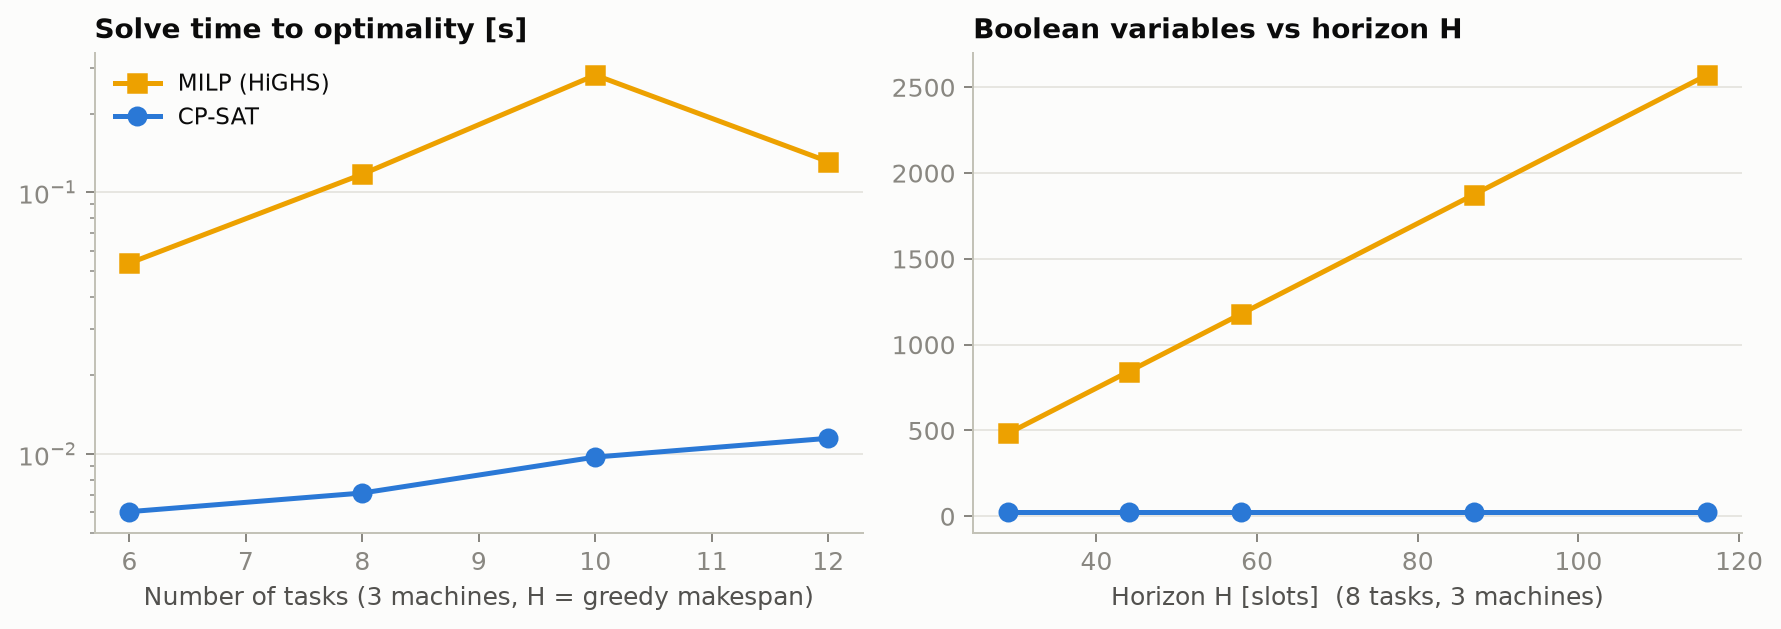 Solve time to optimality [s]
MILP (HiGHS)
CP-SAT
10⁻¹
10⁻²
6 7 8 9 10 11 12
Number of tasks (3 machines, H = greedy makespan)
Boolean variables vs horizon H
2500
2000
1500
1000
500
0
40 60 80 100 120
Horizon H [slots]  (8 tasks, 3 machines)